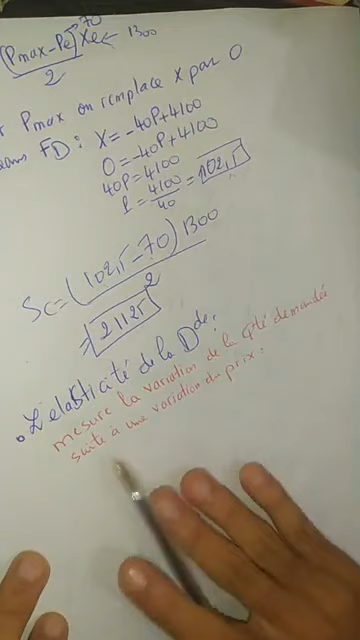 70
(Pmax-Pe)Xe ← 1300
2
Pmax on remplace X par 0
FD : X = -40P+4100
0 = -40P+4100
40P = 4100
P = 4100/40 = 102,5
Sc = (102,5-70)1300
2
= 21125
• L'élasticité de la Dde :
mesure la variation de la Qté demandée
suite à une variation du prix.